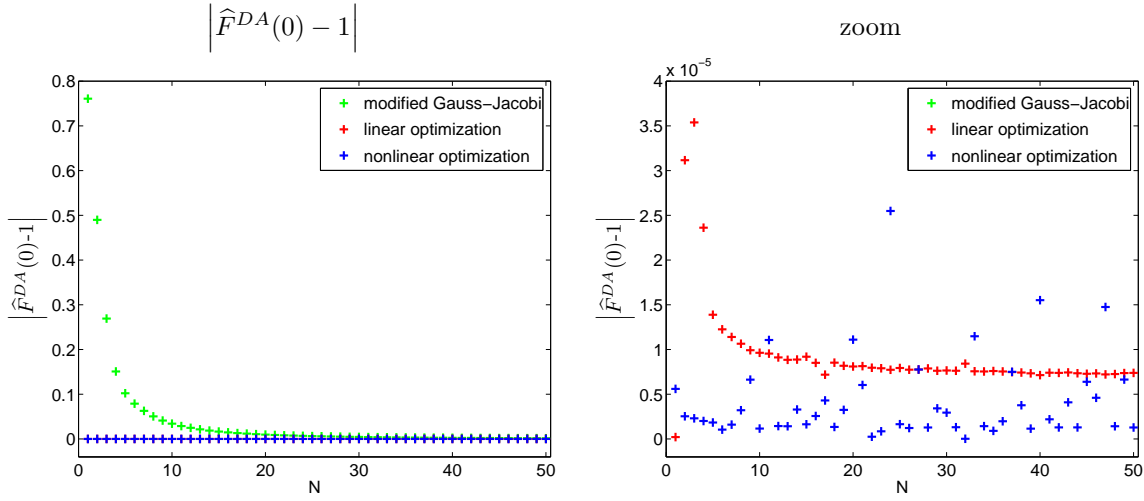 |F̂^{DA}(0) − 1|
0.8
0.7
0.6
0.5
0.4
0.3
0.2
0.1
0
0 10 20 30 40 50
N
|F̂^{DA}(0)-1|
modified Gauss−Jacobi
linear optimization
nonlinear optimization
zoom
x 10^{-5}
4
3.5
3
2.5
2
1.5
1
0.5
0
0 10 20 30 40 50
N
|F̂^{DA}(0)-1|
modified Gauss−Jacobi
linear optimization
nonlinear optimization